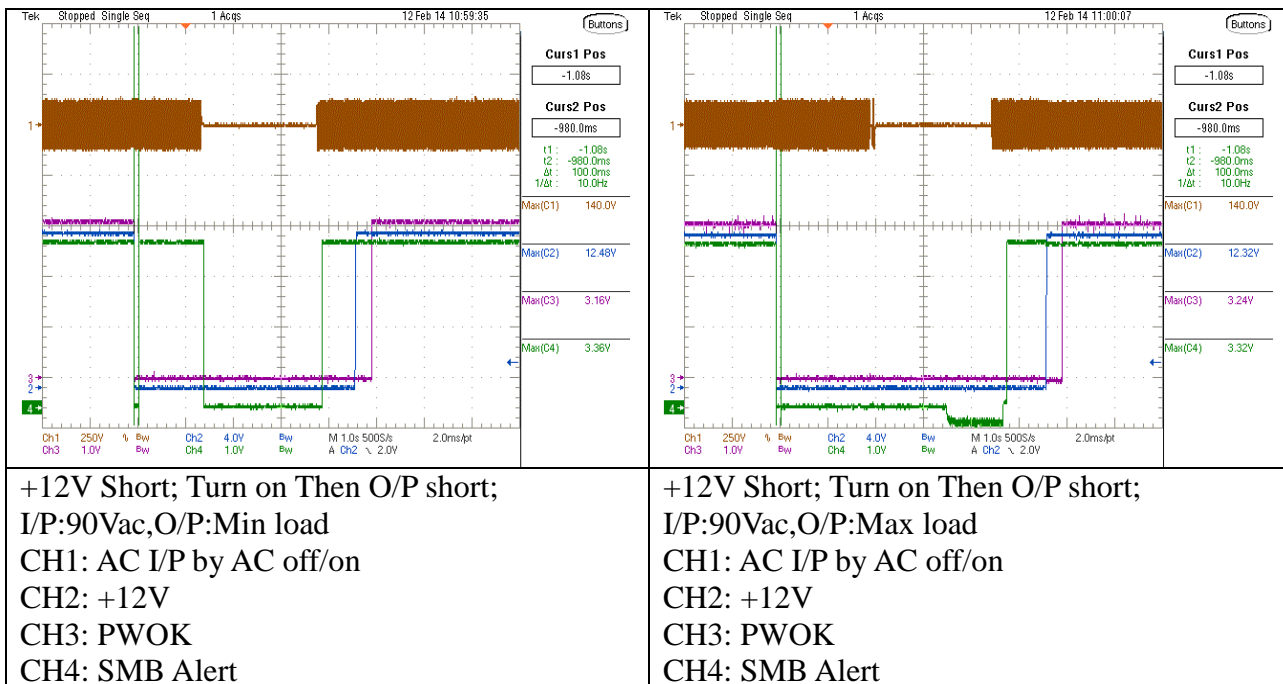 Tek Stopped Single Seq 1 Acqs 12 Feb 14 10:59:35
Buttons
Curs1 Pos
-1.08s
Curs2 Pos
-980.0ms
t1 : -1.08s
t2 : -980.0ms
Δt : 100.0ms
1/Δt : 10.0Hz
Max(C1) 140.0V
Max(C2) 12.48V
Max(C3) 3.16V
Max(C4) 3.36V
1
3
2
4
Ch1 250V Bw Ch2 4.0V Bw M 1.0s 500S/s 2.0ms/pt
Ch3 1.0V Bw Ch4 1.0V Bw A Ch2 2.0V
+12V Short; Turn on Then O/P short;
I/P:90Vac,O/P:Min load
CH1: AC I/P by AC off/on
CH2: +12V
CH3: PWOK
CH4: SMB Alert
Tek Stopped Single Seq 1 Acqs 12 Feb 14 11:00:07
Buttons
Curs1 Pos
-1.08s
Curs2 Pos
-980.0ms
t1 : -1.08s
t2 : -980.0ms
Δt : 100.0ms
1/Δt : 10.0Hz
Max(C1) 140.0V
Max(C2) 12.32V
Max(C3) 3.24V
Max(C4) 3.32V
1
3
2
4
Ch1 250V Bw Ch2 4.0V Bw M 1.0s 500S/s 2.0ms/pt
Ch3 1.0V Bw Ch4 1.0V Bw A Ch2 2.0V
+12V Short; Turn on Then O/P short;
I/P:90Vac,O/P:Max load
CH1: AC I/P by AC off/on
CH2: +12V
CH3: PWOK
CH4: SMB Alert